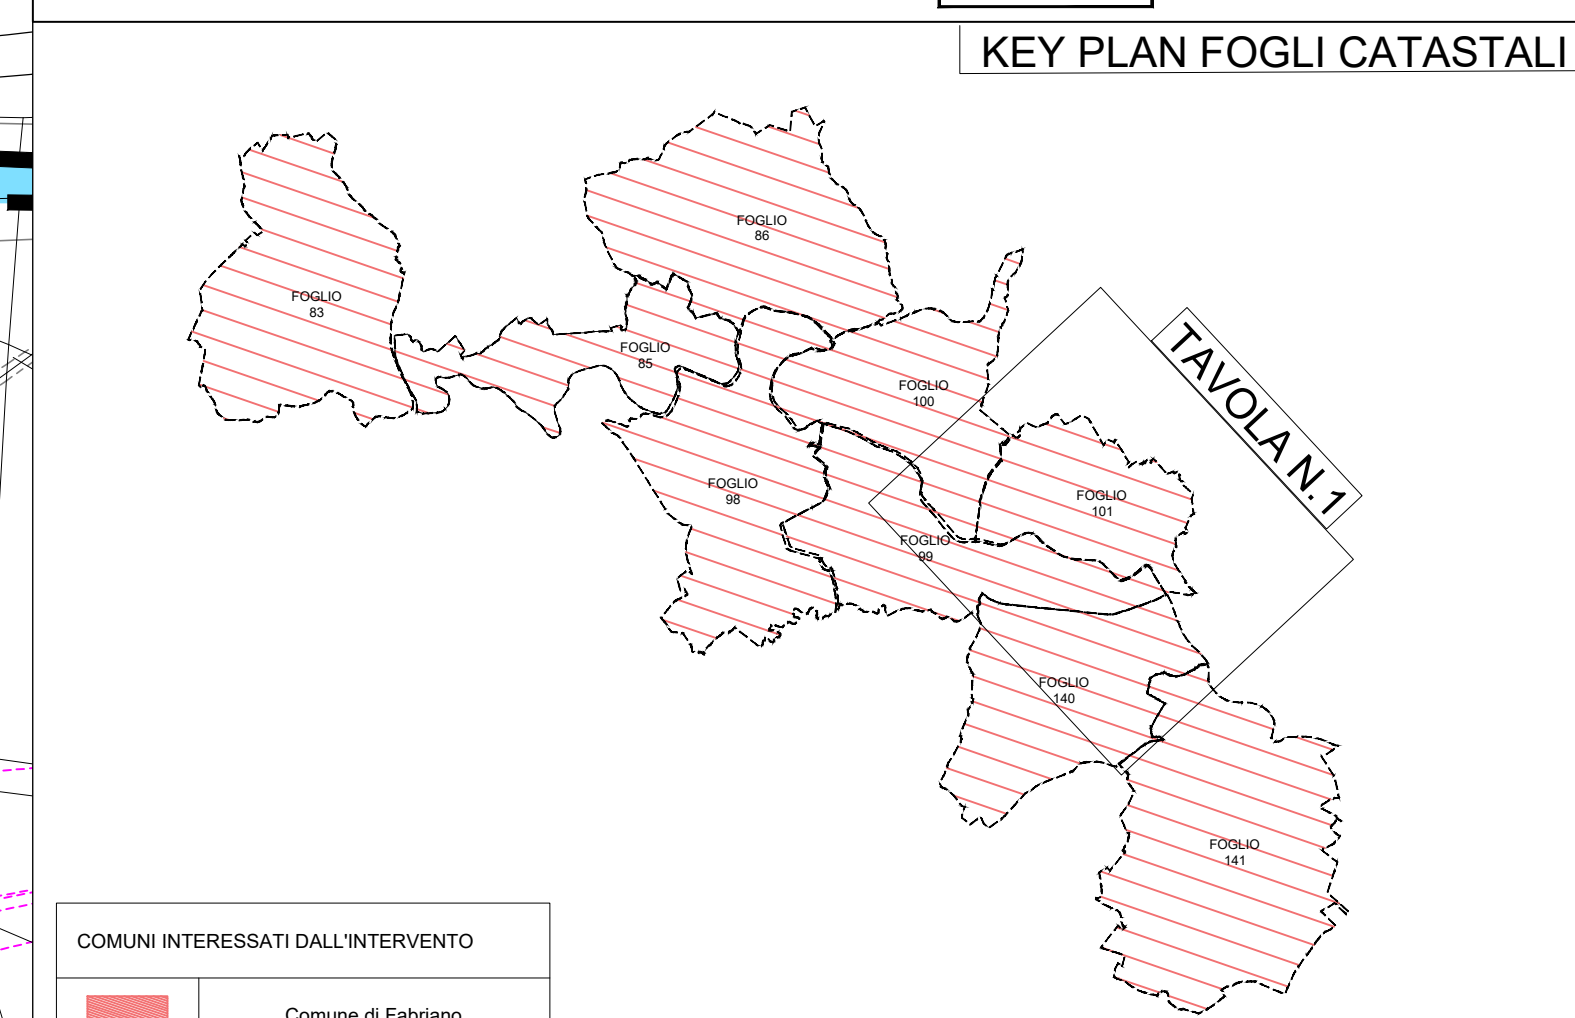 KEY PLAN FOGLI CATASTALI
FOGLIO
86
FOGLIO
83
FOGLIO
85
FOGLIO
100
TAVOLA N.1
FOGLIO
98
FOGLIO
101
FOGLIO
99
FOGLIO
140
FOGLIO
141
COMUNI INTERESSATI DALL'INTERVENTO
Comune di Fabriano